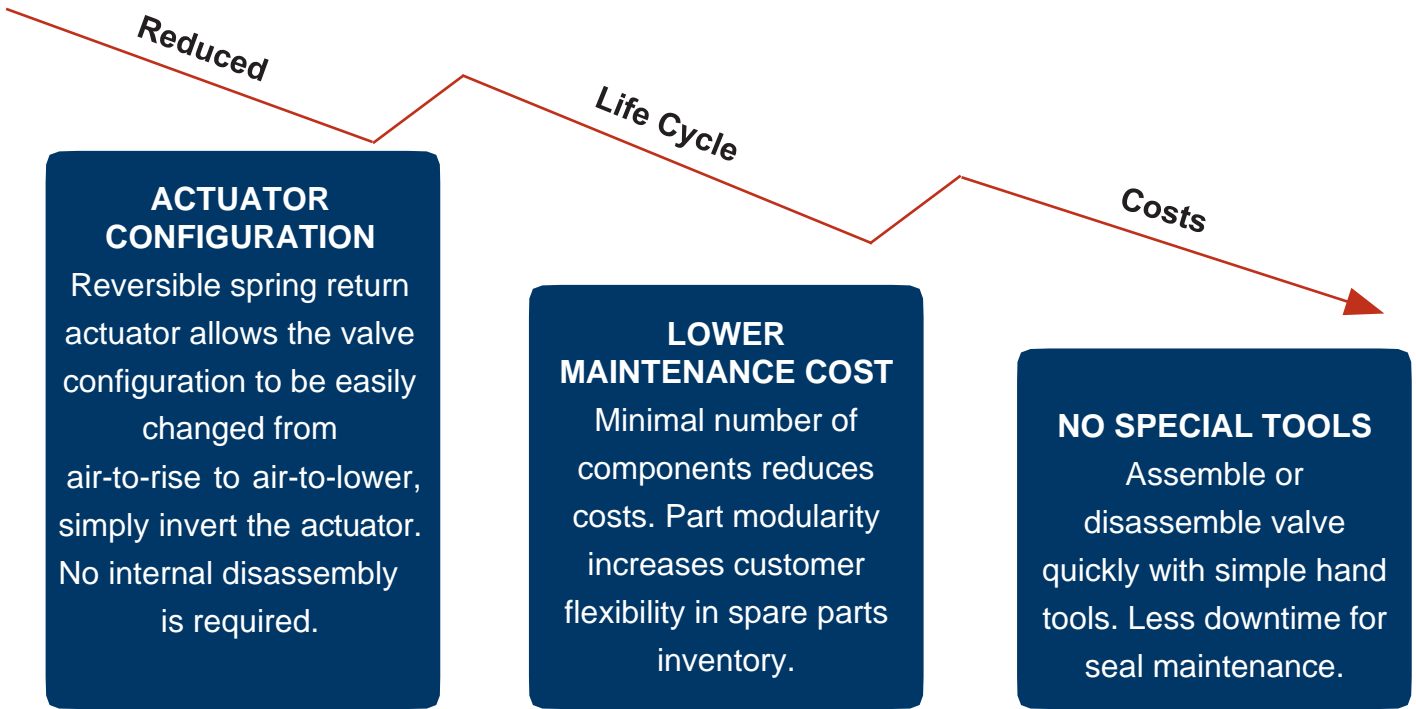 Reduced
Life Cycle
Costs
ACTUATOR
CONFIGURATION
Reversible spring return
actuator allows the valve
configuration to be easily
changed from
air-to-rise to air-to-lower,
simply invert the actuator.
No internal disassembly
is required.
LOWER
MAINTENANCE COST
Minimal number of
components reduces
costs. Part modularity
increases customer
flexibility in spare parts
inventory.
NO SPECIAL TOOLS
Assemble or
disassemble valve
quickly with simple hand
tools. Less downtime for
seal maintenance.